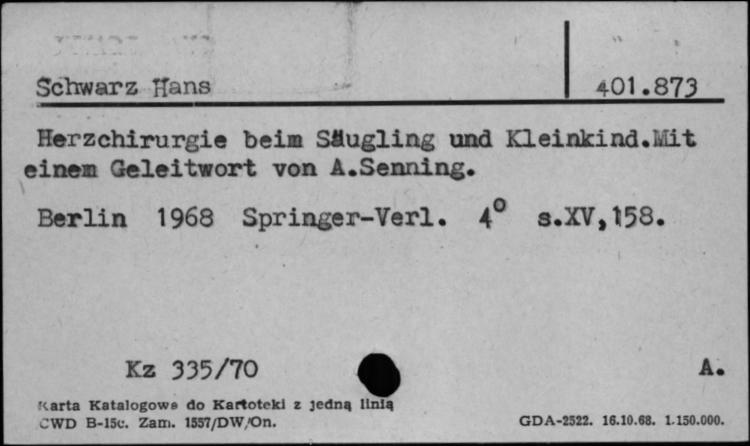 Schwarz Hans 401.873
Herzchirurgie beim Säugling und Kleinkind.Mit
einem Geleitwort von A.Senning.
Berlin 1968 Springer-Verl. 4° s.XV,158.
Kz 335/70 A.
Karta Katalogowa do Kartoteki z jedną linią
CWD B-15c. Zam. 1557/DW/On. GDA-2522. 16.10.68. 1.150.000.